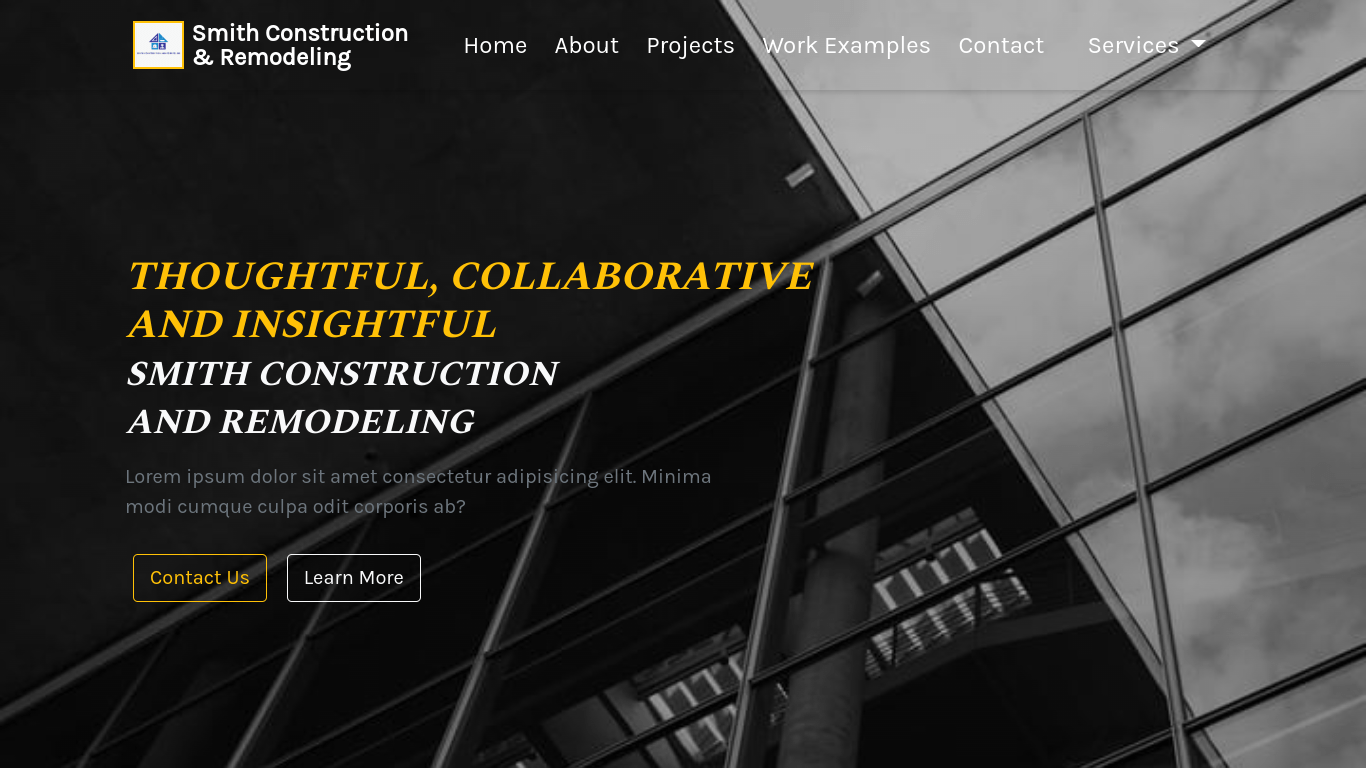 Smith Construction
& Remodeling
Home About Projects Work Examples Contact Services
THOUGHTFUL, COLLABORATIVE
AND INSIGHTFUL
SMITH CONSTRUCTION
AND REMODELING
Lorem ipsum dolor sit amet consectetur adipisicing elit. Minima
modi cumque culpa odit corporis ab?
Contact Us Learn More